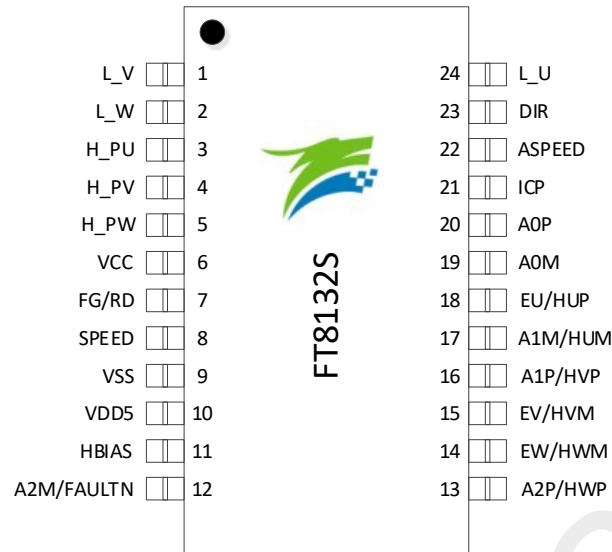 L_V 1 24 L_U
L_W 2 23 DIR
H_PU 3 22 ASPEED
H_PV 4 21 ICP
H_PW 5 20 A0P
VCC 6 19 A0M
FG/RD 7 18 EU/HUP
SPEED 8 17 A1M/HUM
VSS 9 16 A1P/HVP
VDD5 10 15 EV/HVM
HBIAS 11 14 EW/HWM
A2M/FAULTN 12 13 A2P/HWP
FT8132S